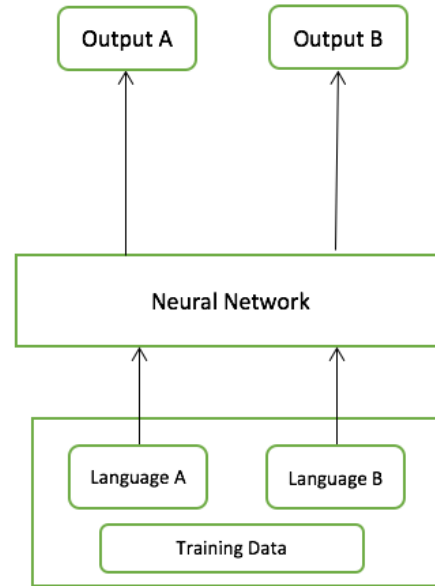 Output A
Output B
Neural Network
Language A
Language B
Training Data